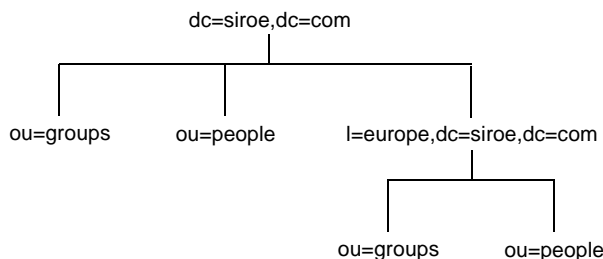 dc=siroe,dc=com
ou=groups
ou=people
l=europe,dc=siroe,dc=com
ou=groups
ou=people